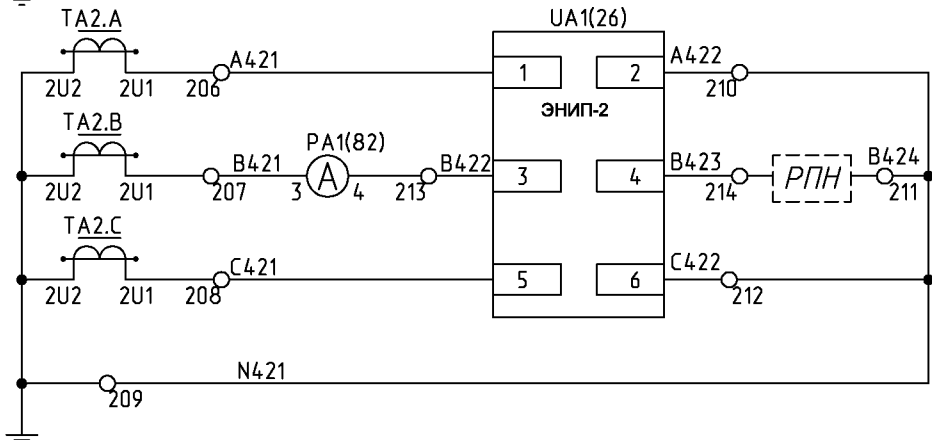 TA2.A
UA1(26)
A421
A422
2U2
2U1
206
1
2
210
ЭНИП-2
TA2.B
PA1(82)
B421
B422
B423
B424
2U2
2U1
207
3
A
4
213
3
4
214
РПН
211
TA2.C
C421
C422
2U2
2U1
208
5
6
212
N421
209